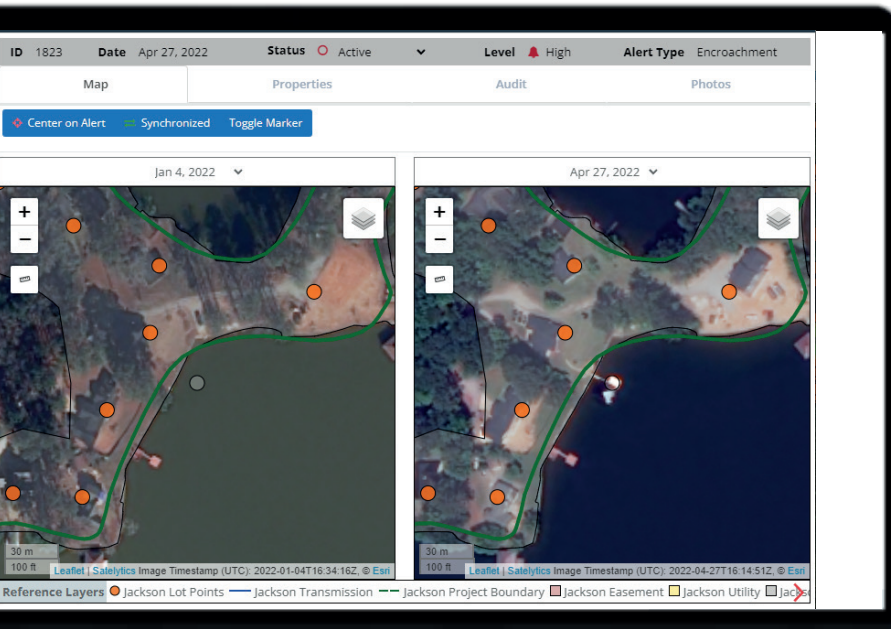 ID 1823 Date Apr 27, 2022 Status Active Level High Alert Type Encroachment
Map Properties Audit Photos
Center on Alert Synchronized Toggle Marker
Jan 4, 2022
Apr 27, 2022
+
−
30 m
100 ft
Leaflet | Satelytics Image Timestamp (UTC): 2022-01-04T16:34:16Z, © Esri
+
−
30 m
100 ft
Leaflet | Satelytics Image Timestamp (UTC): 2022-04-27T16:14:51Z, © Esri
Reference Layers Jackson Lot Points Jackson Transmission Jackson Project Boundary Jackson Easement Jackson Utility